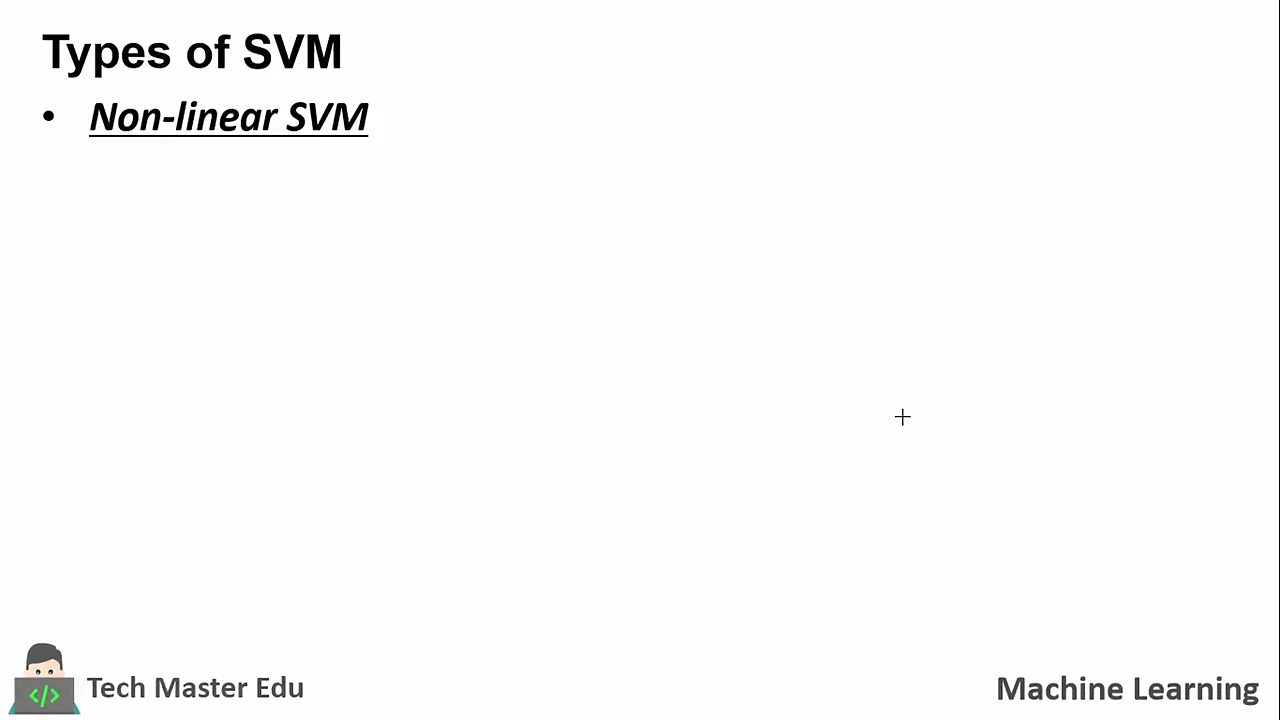 Types of SVM
• Non-linear SVM
</>
Tech Master Edu
Machine Learning